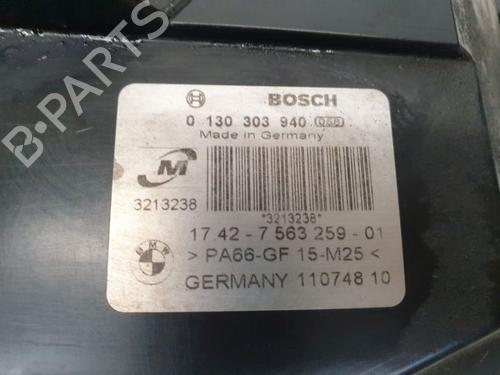 BOSCH
0 130 303 940
Made in Germany
M
3213238
*3213238*
17 42 - 7 563 259 - 01
BMW
> PA66-GF 15-M25 <
GERMANY 110748 10
B-Parts